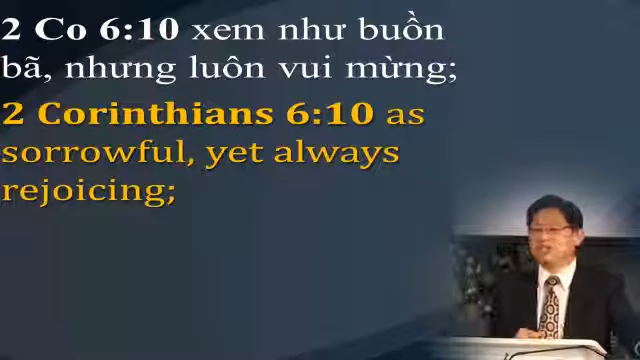 2 Co 6:10 xem như buồn
bã, nhưng luôn vui mừng;
2 Corinthians 6:10 as
sorrowful, yet always
rejoicing;